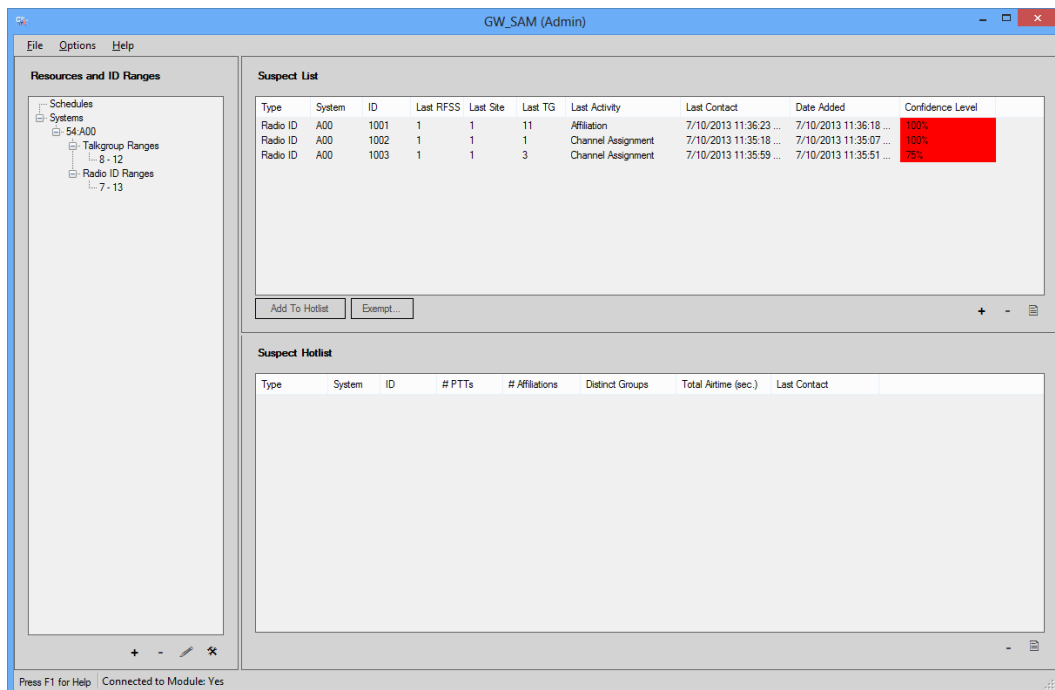 GW_SAM (Admin)
File Options Help
Resources and ID Ranges
Schedules
Systems
54:A00
Talkgroup Ranges
8 - 12
Radio ID Ranges
7 - 13
Suspect List
Type System ID Last RFSS Last Site Last TG Last Activity Last Contact Date Added Confidence Level
Radio ID A00 1001 1 1 11 Affiliation 7/10/2013 11:36:23 ... 7/10/2013 11:36:18 ... 100%
Radio ID A00 1002 1 1 1 Channel Assignment 7/10/2013 11:35:18 ... 7/10/2013 11:35:07 ... 100%
Radio ID A00 1003 1 1 3 Channel Assignment 7/10/2013 11:35:59 ... 7/10/2013 11:35:51 ... 75%
Add To Hotlist Exempt...
Suspect Hotlist
Type System ID # PTTs # Affiliations Distinct Groups Total Airtime (sec.) Last Contact
Press F1 for Help Connected to Module: Yes